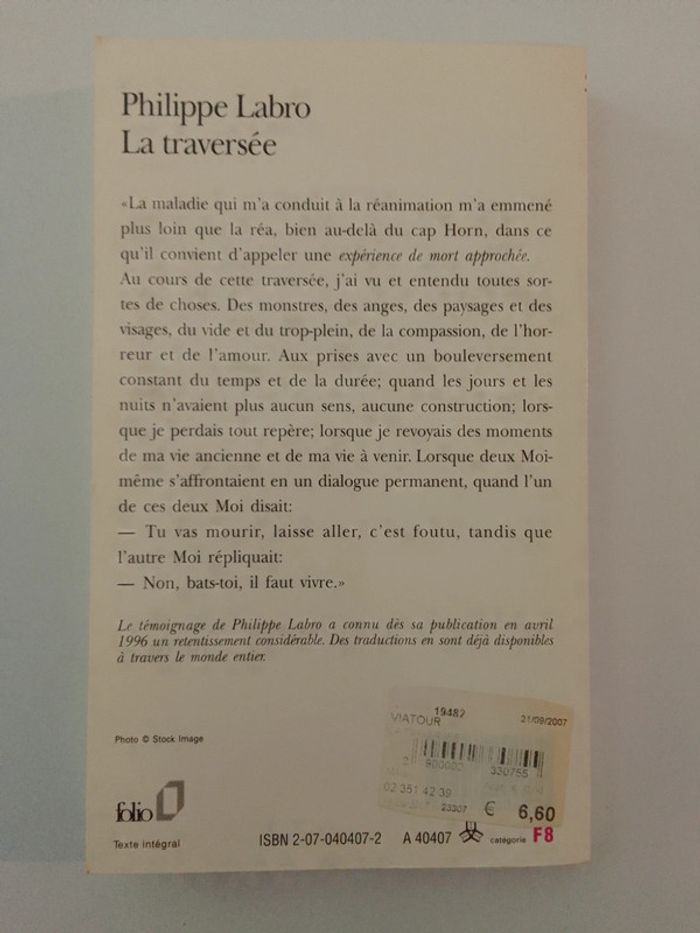 Philippe Labro
La traversée
«La maladie qui m'a conduit à la réanimation m'a emmené
plus loin que la réa, bien au-delà du cap Horn, dans ce
qu'il convient d'appeler une expérience de mort approchée.
Au cours de cette traversée, j'ai vu et entendu toutes sor-
tes de choses. Des monstres, des anges, des paysages et des
visages, du vide et du trop-plein, de la compassion, de l'hor-
reur et de l'amour. Aux prises avec un bouleversement
constant du temps et de la durée; quand les jours et les
nuits n'avaient plus aucun sens, aucune construction; lors-
que je perdais tout repère; lorsque je revoyais des moments
de ma vie ancienne et de ma vie à venir. Lorsque deux Moi-
même s'affrontaient en un dialogue permanent, quand l'un
de ces deux Moi disait:
— Tu vas mourir, laisse aller, c'est foutu, tandis que
l'autre Moi répliquait:
— Non, bats-toi, il faut vivre.»
Le témoignage de Philippe Labro a connu dès sa publication en avril
1996 un retentissement considérable. Des traductions en sont déjà disponibles
à travers le monde entier.
19482
VIATOUR 21/09/2007
330755
02 351 42 39
23307 € 6,60
Photo © Stock Image
folio
Texte intégral
ISBN 2-07-040407-2 A 40407 catégorie F8